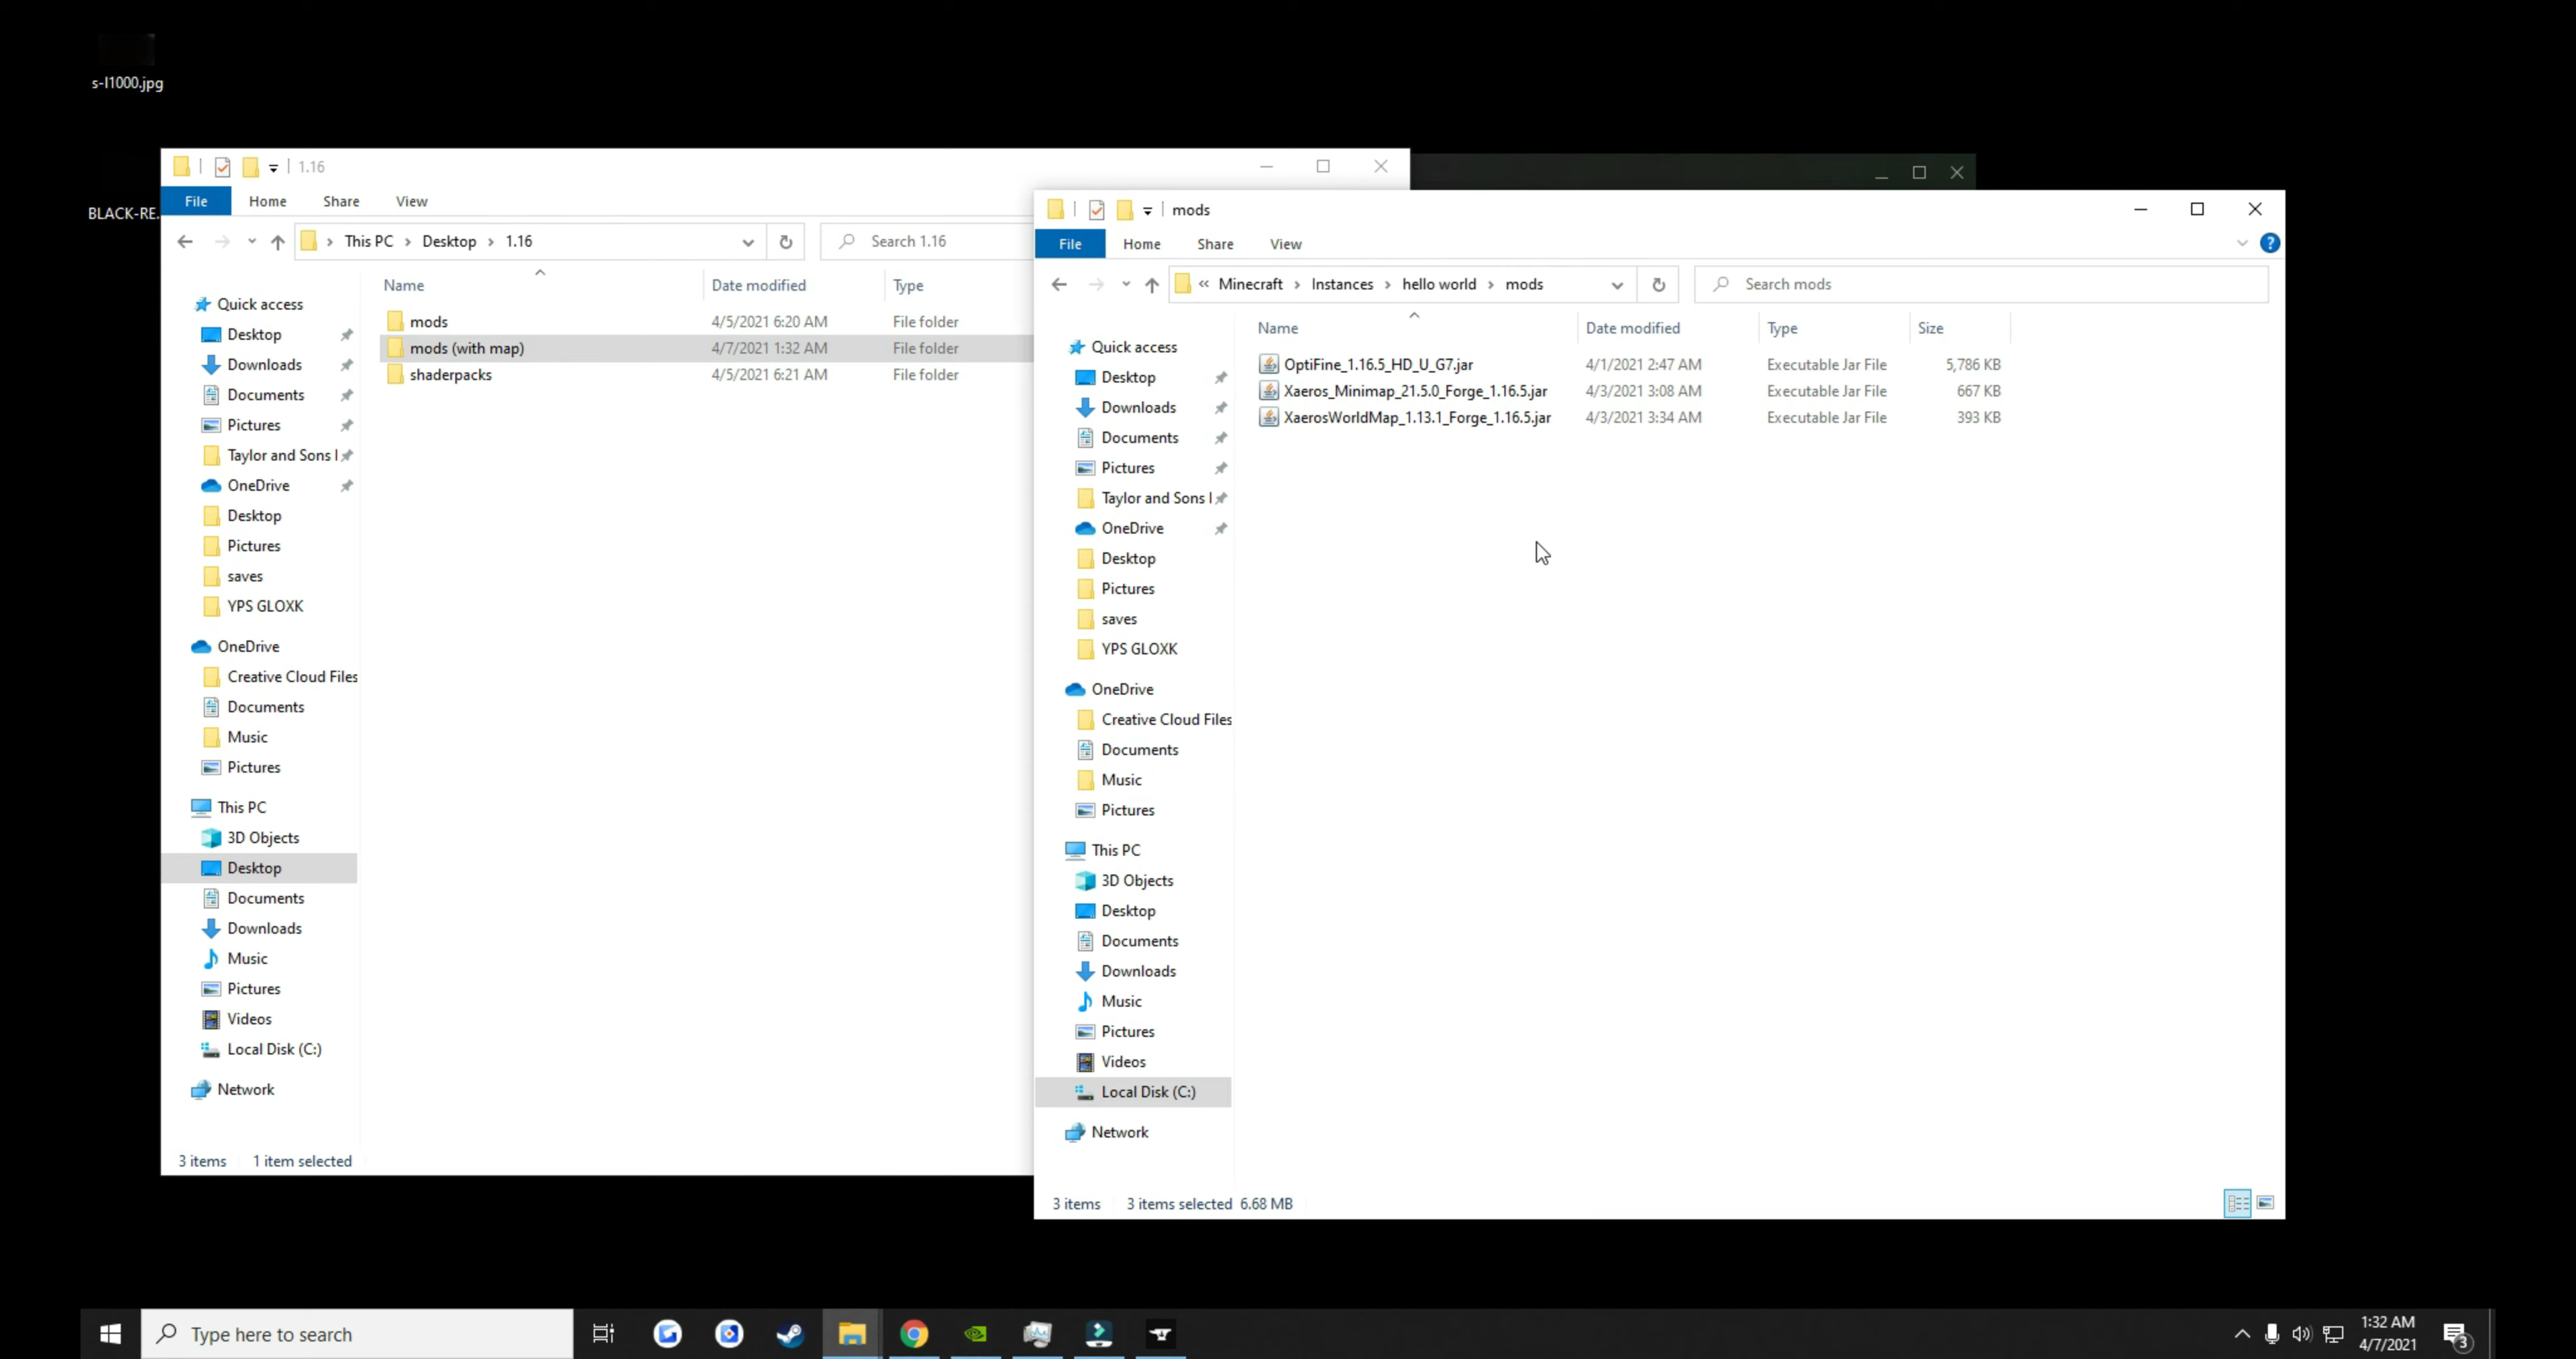 s-l1000.jpg
BLACK-RE.
1.16
File Home Share View
This PC Desktop 1.16
Search 1.16
Name Date modified Type
mods 4/5/2021 6:20 AM File folder
mods (with map) 4/7/2021 1:32 AM File folder
shaderpacks 4/5/2021 6:21 AM File folder
Quick access
Desktop
Downloads
Documents
Pictures
Taylor and Sons I
OneDrive
Desktop
Pictures
saves
YPS GLOXK
OneDrive
Creative Cloud Files
Documents
Music
Pictures
This PC
3D Objects
Desktop
Documents
Downloads
Music
Pictures
Videos
Local Disk (C:)
Network
3 items 1 item selected
mods
File Home Share View
« Minecraft Instances hello world mods
Search mods
Name Date modified Type Size
OptiFine_1.16.5_HD_U_G7.jar 4/1/2021 2:47 AM Executable Jar File 5,786 KB
Xaeros_Minimap_21.5.0_Forge_1.16.5.jar 4/3/2021 3:08 AM Executable Jar File 667 KB
XaerosWorldMap_1.13.1_Forge_1.16.5.jar 4/3/2021 3:34 AM Executable Jar File 393 KB
Quick access
Desktop
Downloads
Documents
Pictures
Taylor and Sons I
OneDrive
Desktop
Pictures
saves
YPS GLOXK
OneDrive
Creative Cloud Files
Documents
Music
Pictures
This PC
3D Objects
Desktop
Documents
Downloads
Music
Pictures
Videos
Local Disk (C:)
Network
3 items 3 items selected 6.68 MB
Type here to search
1:32 AM
4/7/2021
3